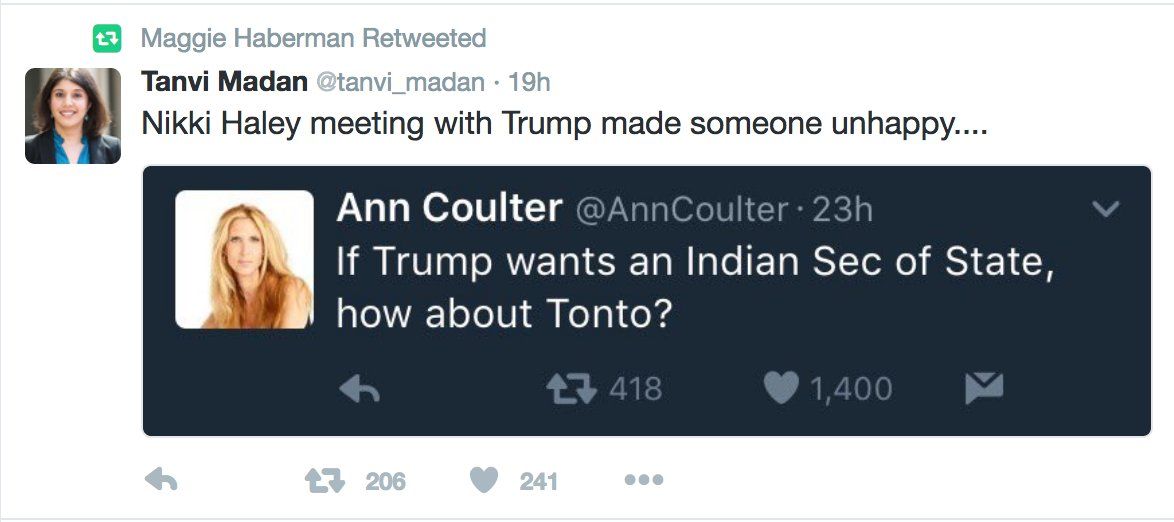 Maggie Haberman Retweeted
Tanvi Madan @tanvi_madan · 19h
Nikki Haley meeting with Trump made someone unhappy....
Ann Coulter @AnnCoulter · 23h
If Trump wants an Indian Sec of State,
how about Tonto?
418 1,400
206 241